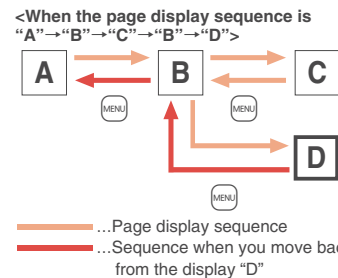 <When the page display sequence is
“A”→“B”→“C”→“B”→“D”>
A B C
MENU MENU
D
MENU
...Page display sequence
...Sequence when you move bac
from the display “D”